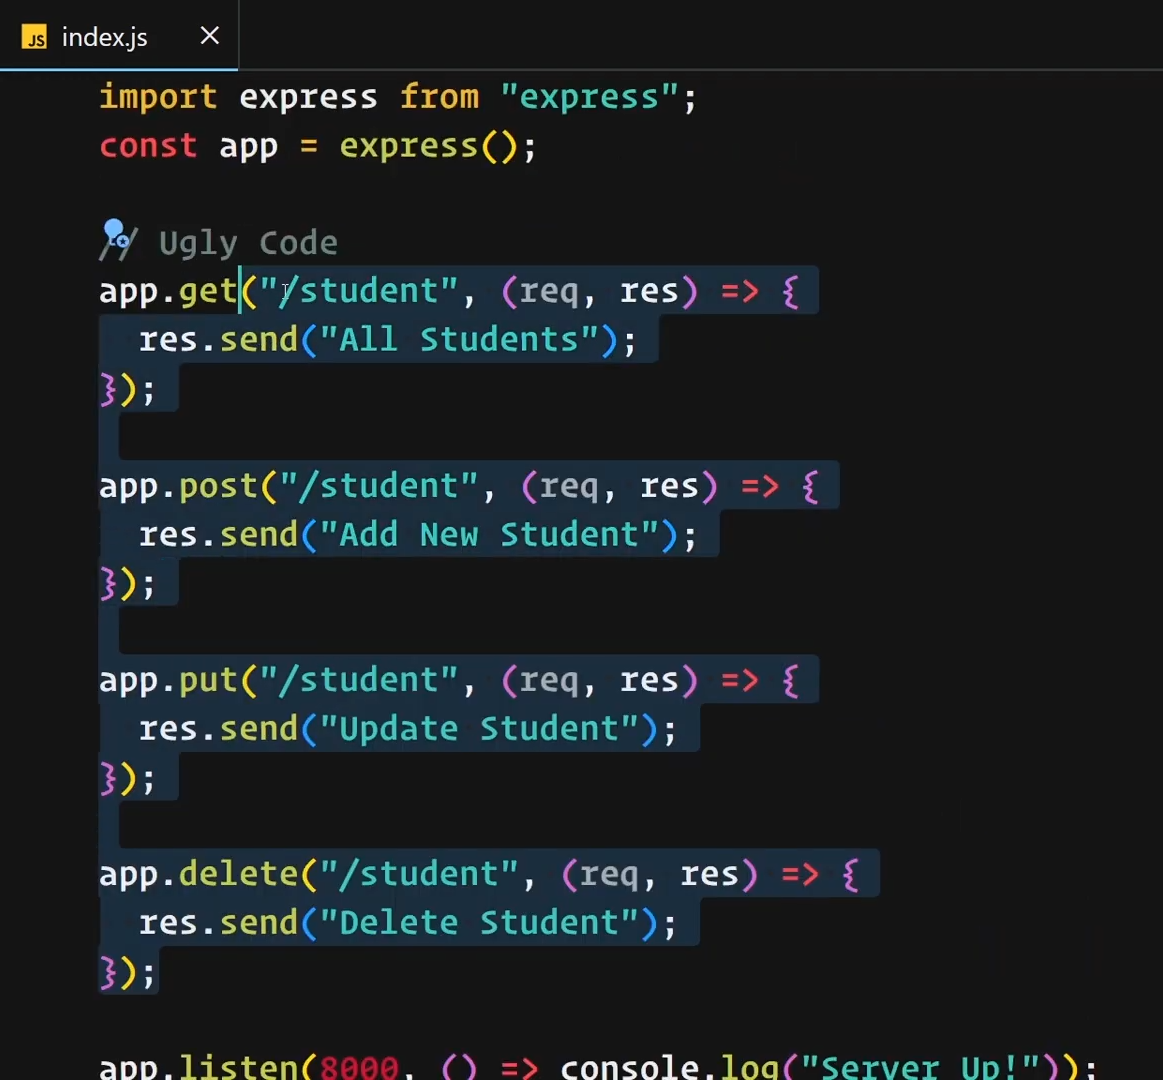 JS index.js ×
import express from "express";
const app = express();
// Ugly Code
app.get("/student", (req, res) => {
  res.send("All Students");
});
app.post("/student", (req, res) => {
  res.send("Add New Student");
});
app.put("/student", (req, res) => {
  res.send("Update Student");
});
app.delete("/student", (req, res) => {
  res.send("Delete Student");
});
app.listen(8000, () => console.log("Server Up!"));